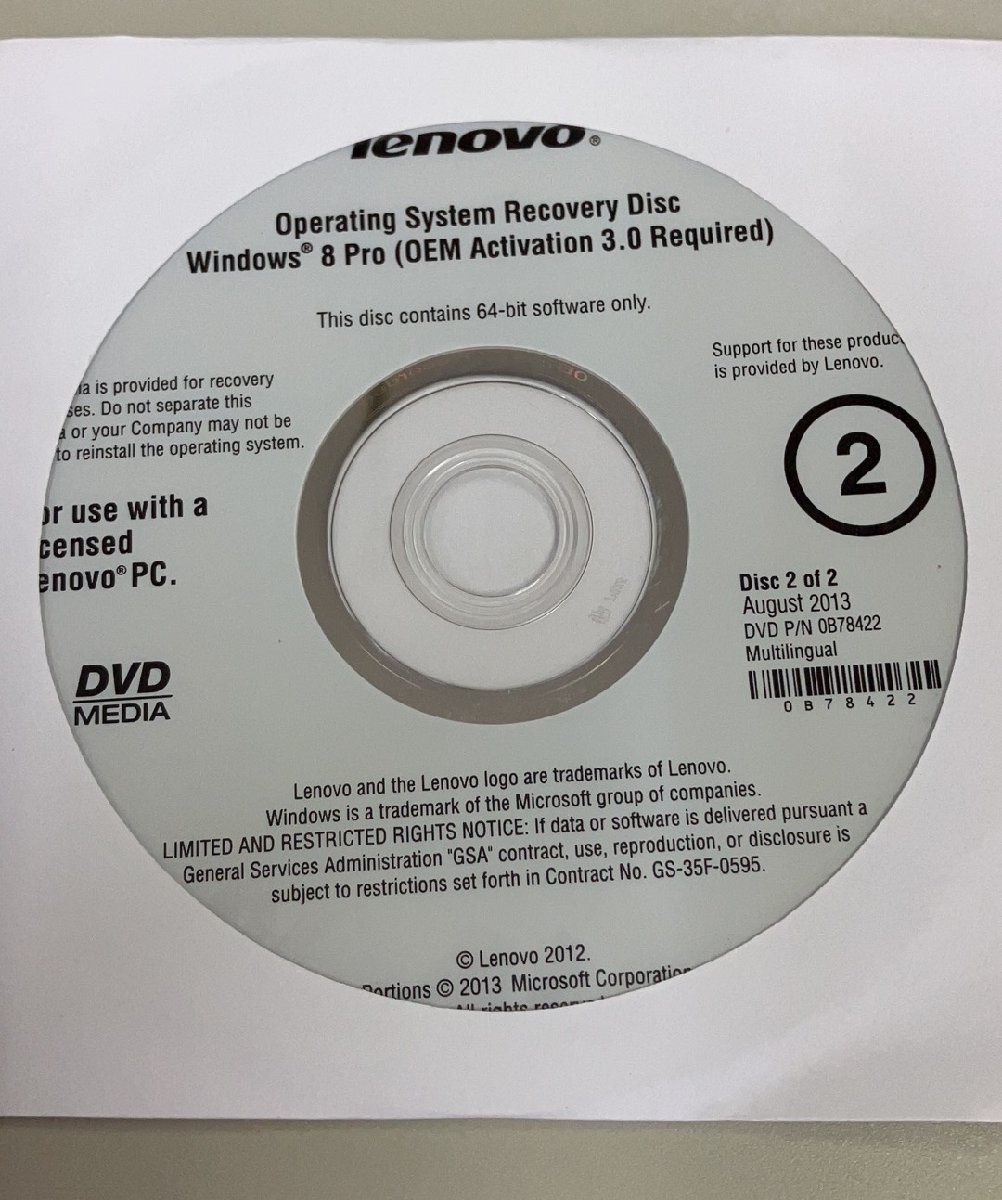 lenovo®
Operating System Recovery Disc
Windows® 8 Pro (OEM Activation 3.0 Required)
This disc contains 64-bit software only.
is provided for recovery
Do not separate this
or your Company may not be
to reinstall the operating system.
use with a
enovo® PC.
DVD
MEDIA
Support for these produc
is provided by Lenovo.
2
Disc 2 of 2
August 2013
DVD P/N 0B78422
Multilingual
0B78422
Lenovo and the Lenovo logo are trademarks of Lenovo.
Windows is a trademark of the Microsoft group of companies.
LIMITED AND RESTRICTED RIGHTS NOTICE: If data or software is delivered pursuant a
General Services Administration "GSA" contract, use, reproduction, or disclosure is
subject to restrictions set forth in Contract No. GS-35F-0595.
© Lenovo 2012.
© 2013 Microsoft Corporation